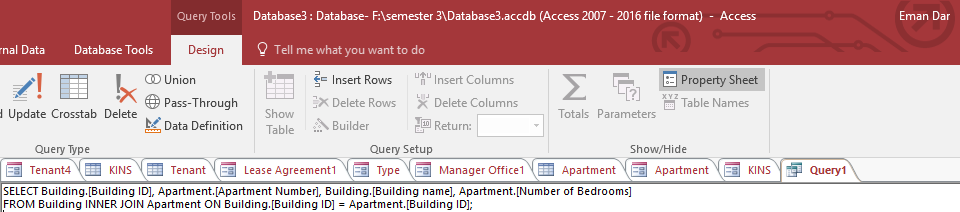 Query Tools Database3 : Database- F:\semester 3\Database3.accdb (Access 2007 - 2016 file format) - Access Eman Dar
rnal Data Database Tools Design Tell me what you want to do
Union Insert Rows Insert Columns Property Sheet
Pass-Through Delete Rows Delete Columns Table Names
Update Crosstab Delete Data Definition Show Table Builder Return: Totals Parameters
Query Type Query Setup Show/Hide
Tenant4 KINS Tenant Lease Agreement1 Type Manager Office1 Apartment Apartment KINS Query1
SELECT Building.[Building ID], Apartment.[Apartment Number], Building.[Building name], Apartment.[Number of Bedrooms]
FROM Building INNER JOIN Apartment ON Building.[Building ID] = Apartment.[Building ID];